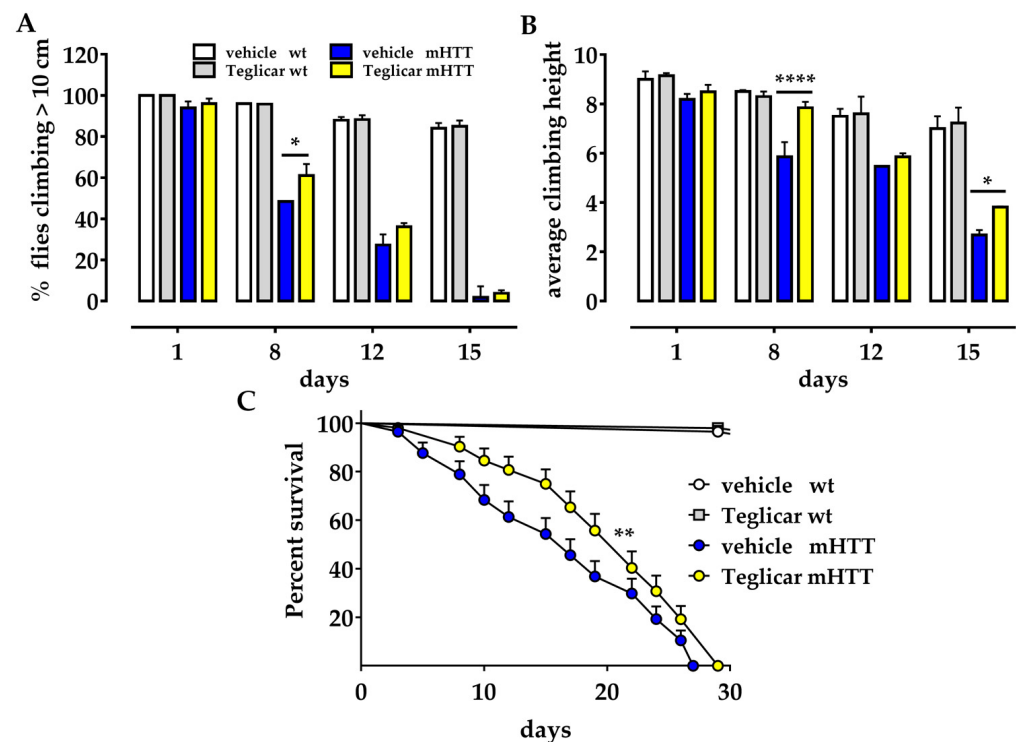 A
% flies climbing > 10 cm
120
100
80
60
40
20
0
vehicle wt
vehicle mHTT
Teglicar wt
Teglicar mHTT
*
1 8 12 15
days
B
average climbing height
10
8
6
4
2
0
****
*
1 8 12 15
days
C
Percent survival
100
80
60
40
20
**
0 10 20 30
days
vehicle wt
Teglicar wt
vehicle mHTT
Teglicar mHTT